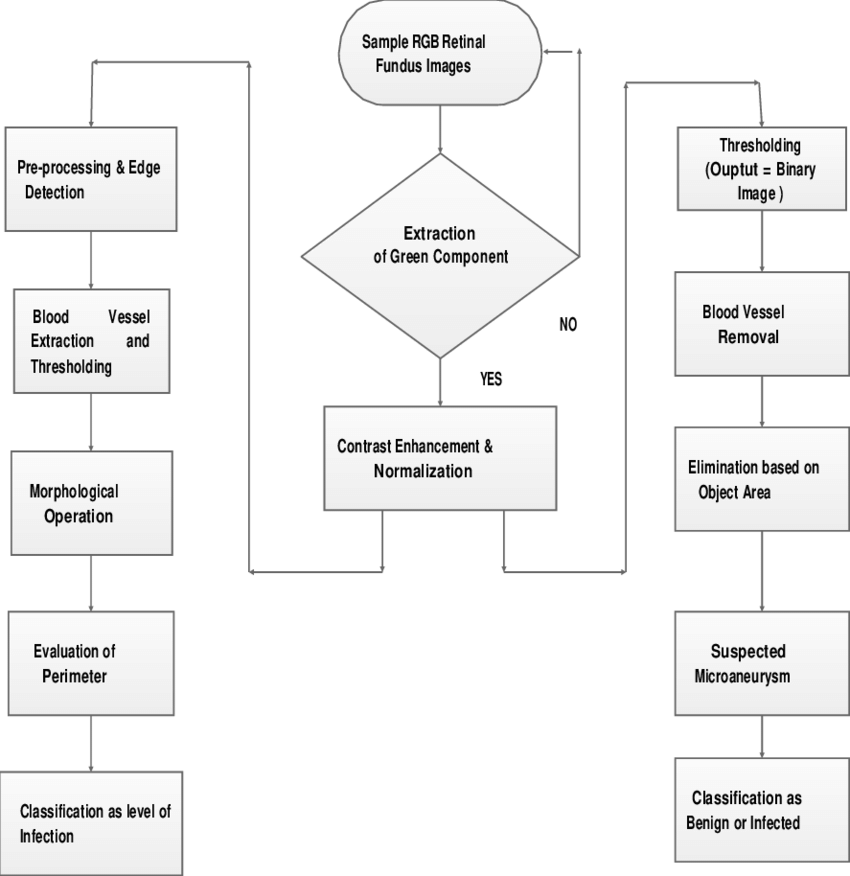 Sample RGB Retinal
Fundus Images
Extraction
of Green Component
NO
YES
Contrast Enhancement &
Normalization
Pre-processing & Edge
Detection
Blood Vessel
Extraction and
Thresholding
Morphological
Operation
Evaluation of
Perimeter
Classification as level of
Infection
Thresholding
(Ouptut = Binary
Image )
Blood Vessel
Removal
Elimination based on
Object Area
Suspected
Microaneurysm
Classification as
Benign or Infected